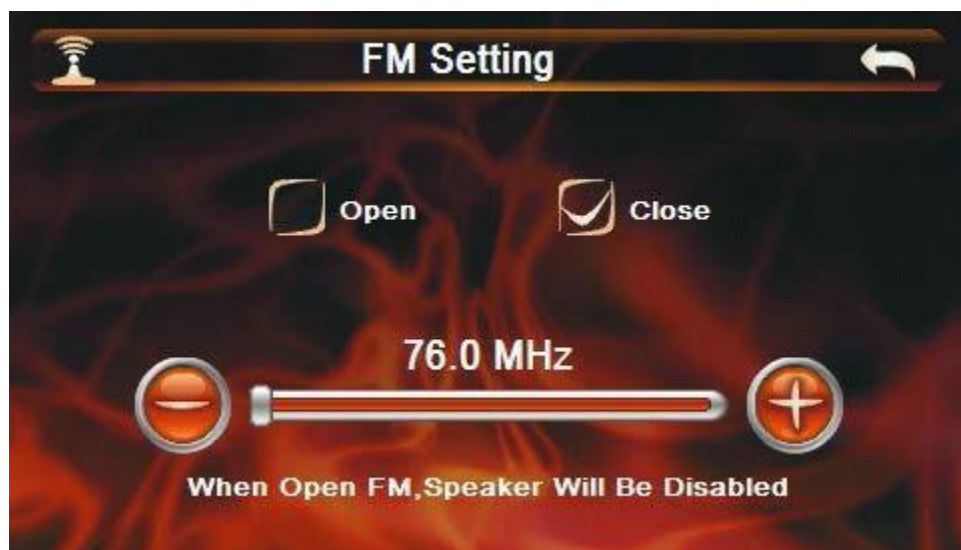 FM Setting
Open
Close
76.0 MHz
When Open FM,Speaker Will Be Disabled